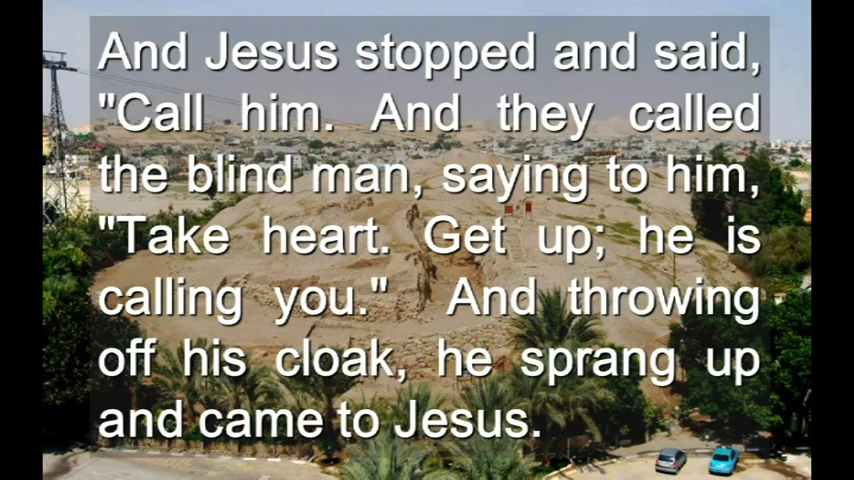 And Jesus stopped and said,
"Call him. And they called
the blind man, saying to him,
"Take heart. Get up; he is
calling you." And throwing
off his cloak, he sprang up
and came to Jesus.